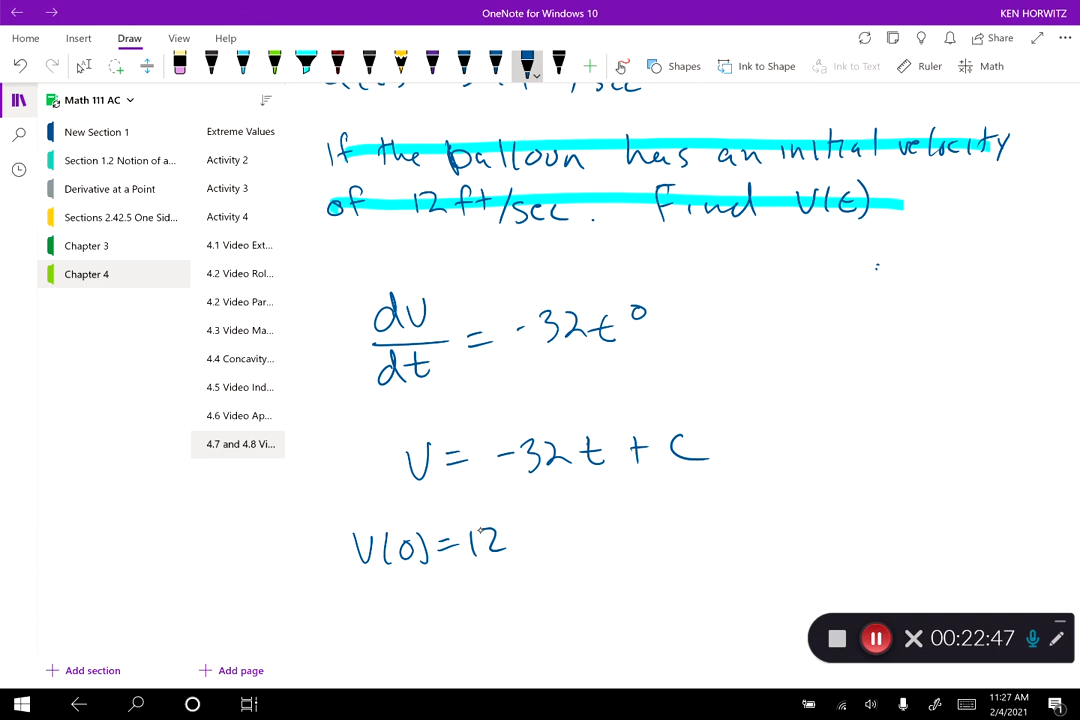 OneNote for Windows 10
KEN HORWITZ
Home Insert Draw View Help
Share
Shapes Ink to Shape Ink to Text Ruler Math
Math 111 AC
New Section 1
Section 1.2 Notion of a...
Derivative at a Point
Sections 2.42.5 One Sid...
Chapter 3
Chapter 4
Extreme Values
Activity 2
Activity 3
Activity 4
4.1 Video Ext...
4.2 Video Rol...
4.2 Video Par...
4.3 Video Ma...
4.4 Concavity...
4.5 Video Ind...
4.6 Video Ap...
4.7 and 4.8 Vi...
Add section
Add page
/sec
If the balloon has an initial velocity
of 12 ft/sec. Find V(t)
dv/dt = -32t⁰
V = -32t + C
V(0) = 12
00:22:47
11:27 AM
2/4/2021